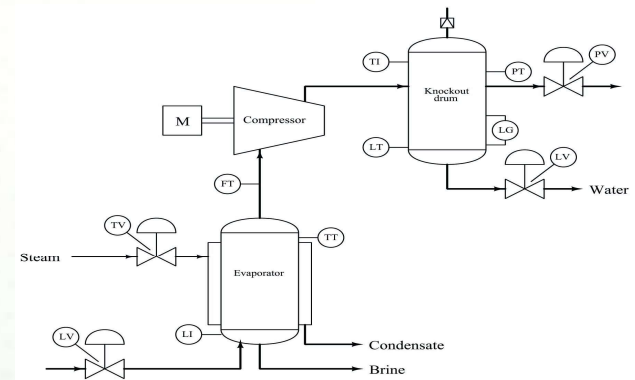 TI
PT
PV
Knockout
drum
M
Compressor
LG
LT
LV
Water
FT
TV
TT
Steam
Evaporator
LI
LV
Condensate
Brine